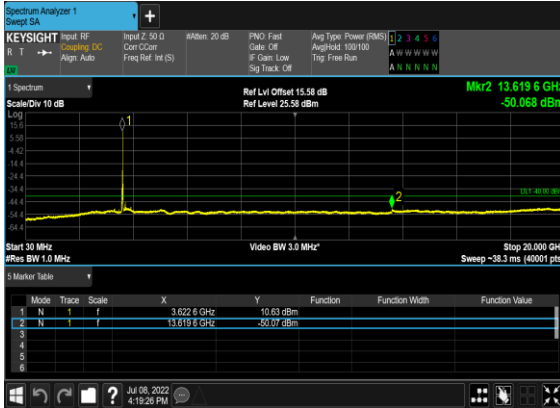 Spectrum Analyzer 1
Swept SA
+
KEYSIGHT
R T
Input: RF
Coupling: DC
Align: Auto
Input Z: 50 Ω
Corr CCorr
Freq Ref: Int (S)
#Atten: 20 dB
PNO: Fast
Gate: Off
IF Gain: Low
Sig Track: Off
Avg Type: Power (RMS)
Avg|Hold: 100/100
Trig: Free Run
1 2 3 4 5 6
A W W W W W
A N N N N N
1 Spectrum
Scale/Div 10 dB
Ref Lvl Offset 15.58 dB
Ref Level 25.58 dBm
Mkr2 13.619 6 GHz
-50.068 dBm
Log
15.6
5.58
-4.42
-14.4
-24.4
-34.4
-44.4
-54.4
-64.4
1
2
DL1 -40.00 dBm
Start 30 MHz
#Res BW 1.0 MHz
Video BW 3.0 MHz*
Stop 20.000 GHz
Sweep ~38.3 ms (40001 pts)
5 Marker Table
Mode Trace Scale X Y Function Function Width Function Value
1 N 1 f 3.622 6 GHz 10.63 dBm
2 N 1 f 13.619 6 GHz -50.07 dBm
3
4
5
6
?
Jul 08, 2022
4:19:26 PM